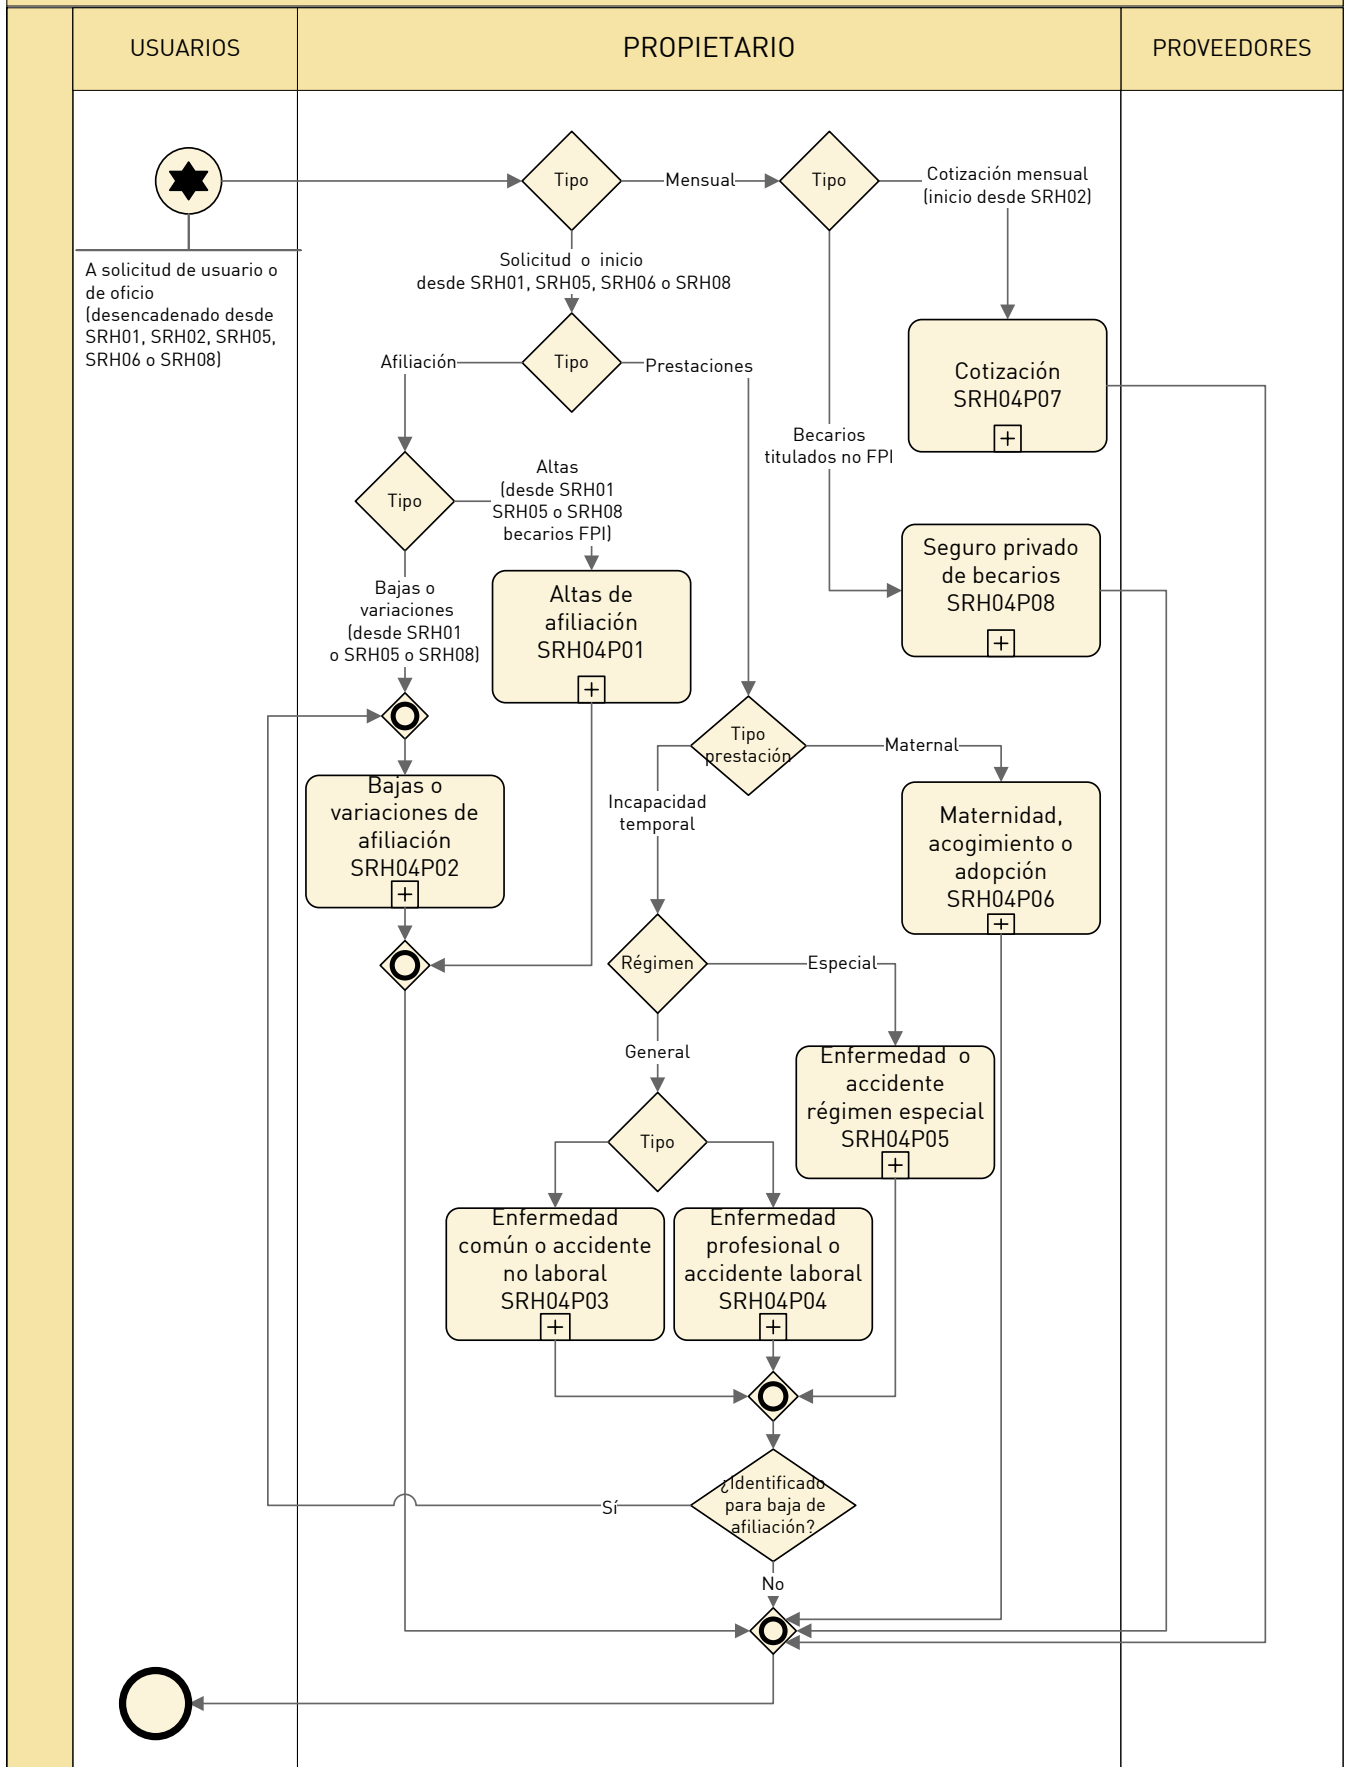 USUARIOS
PROPIETARIO
PROVEEDORES
Tipo
Mensual
Tipo
Cotización mensual
(inicio desde SRH02)
A solicitud de usuario o
de oficio
(desencadenado desde
SRH01, SRH02, SRH05,
SRH06 o SRH08)
Solicitud o inicio
desde SRH01, SRH05, SRH06 o SRH08
Afiliación
Tipo
Prestaciones
Cotización
SRH04P07
Becarios
titulados no FPI
Tipo
Altas
(desde SRH01
SRH05 o SRH08
becarios FPI)
Seguro privado
de becarios
SRH04P08
Bajas o
variaciones
(desde SRH01
o SRH05 o SRH08)
Altas de
afiliación
SRH04P01
Tipo
prestación
Maternal
Bajas o
variaciones de
afiliación
SRH04P02
Incapacidad
temporal
Maternidad,
acogimiento o
adopción
SRH04P06
Régimen
Especial
General
Enfermedad o
accidente
régimen especial
SRH04P05
Tipo
Enfermedad
común o accidente
no laboral
SRH04P03
Enfermedad
profesional o
accidente laboral
SRH04P04
¿Identificado
para baja de
afiliación?
Sí
No